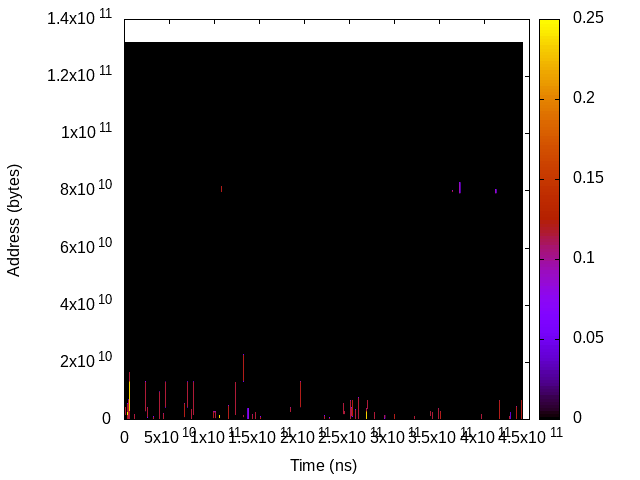 1.4x10 11
1.2x10 11
1x10 11
8x10 10
6x10 10
4x10 10
2x10 10
0
Address (bytes)
0 5x10 10 1x10 11 1.5x10 11 2x10 11 2.5x10 11 3x10 11 3.5x10 11 4x10 11 4.5x10 11
Time (ns)
0.25
0.2
0.15
0.1
0.05
0